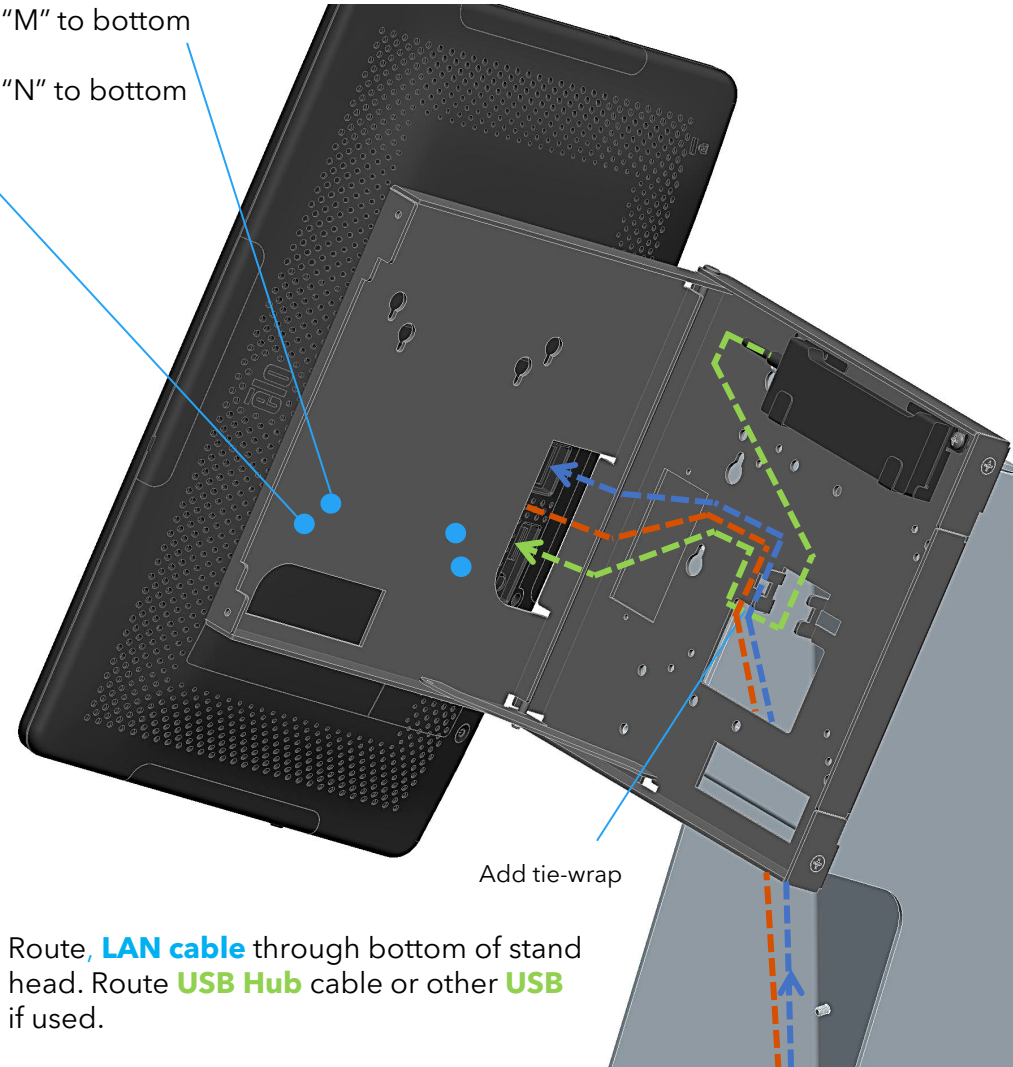 “M” to bottom
“N” to bottom
elo
Add tie-wrap
Route, LAN cable through bottom of stand
head. Route USB Hub cable or other USB
if used.